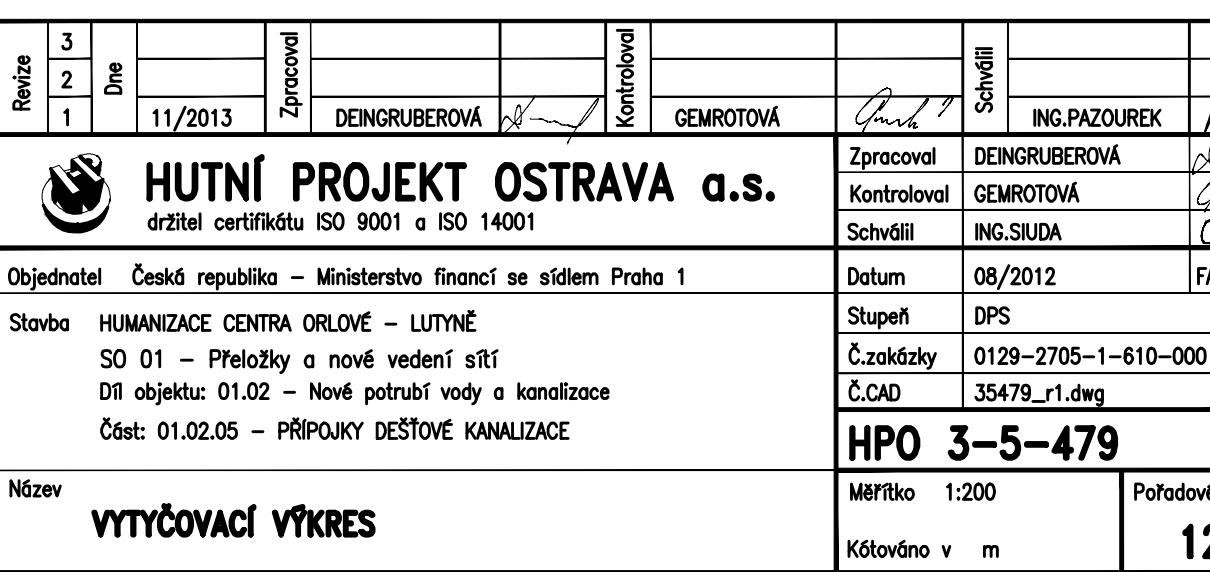 Revize 3 Dne Zpracoval Kontroloval Schválil
2
1 11/2013 DEINGRUBEROVÁ GEMROTOVÁ ING.PAZOUREK
HUTNÍ PROJEKT OSTRAVA a.s.
držitel certifikátu ISO 9001 a ISO 14001
Zpracoval DEINGRUBEROVÁ
Kontroloval GEMROTOVÁ
Schválil ING.SIUDA
Objednatel Česká republika – Ministerstvo financí se sídlem Praha 1
Datum 08/2012
Stavba HUMANIZACE CENTRA ORLOVÉ – LUTYNĚ
SO 01 – Přeložky a nové vedení sítí
Díl objektu: 01.02 – Nové potrubí vody a kanalizace
Část: 01.02.05 – PŘÍPOJKY DEŠŤOVÉ KANALIZACE
Stupeň DPS
Č.zakázky 0129–2705–1–610–000
Č.CAD 35479_r1.dwg
HPO 3–5–479
Název
VYTYČOVACÍ VÝKRES
Měřítko 1:200
Kótováno v m